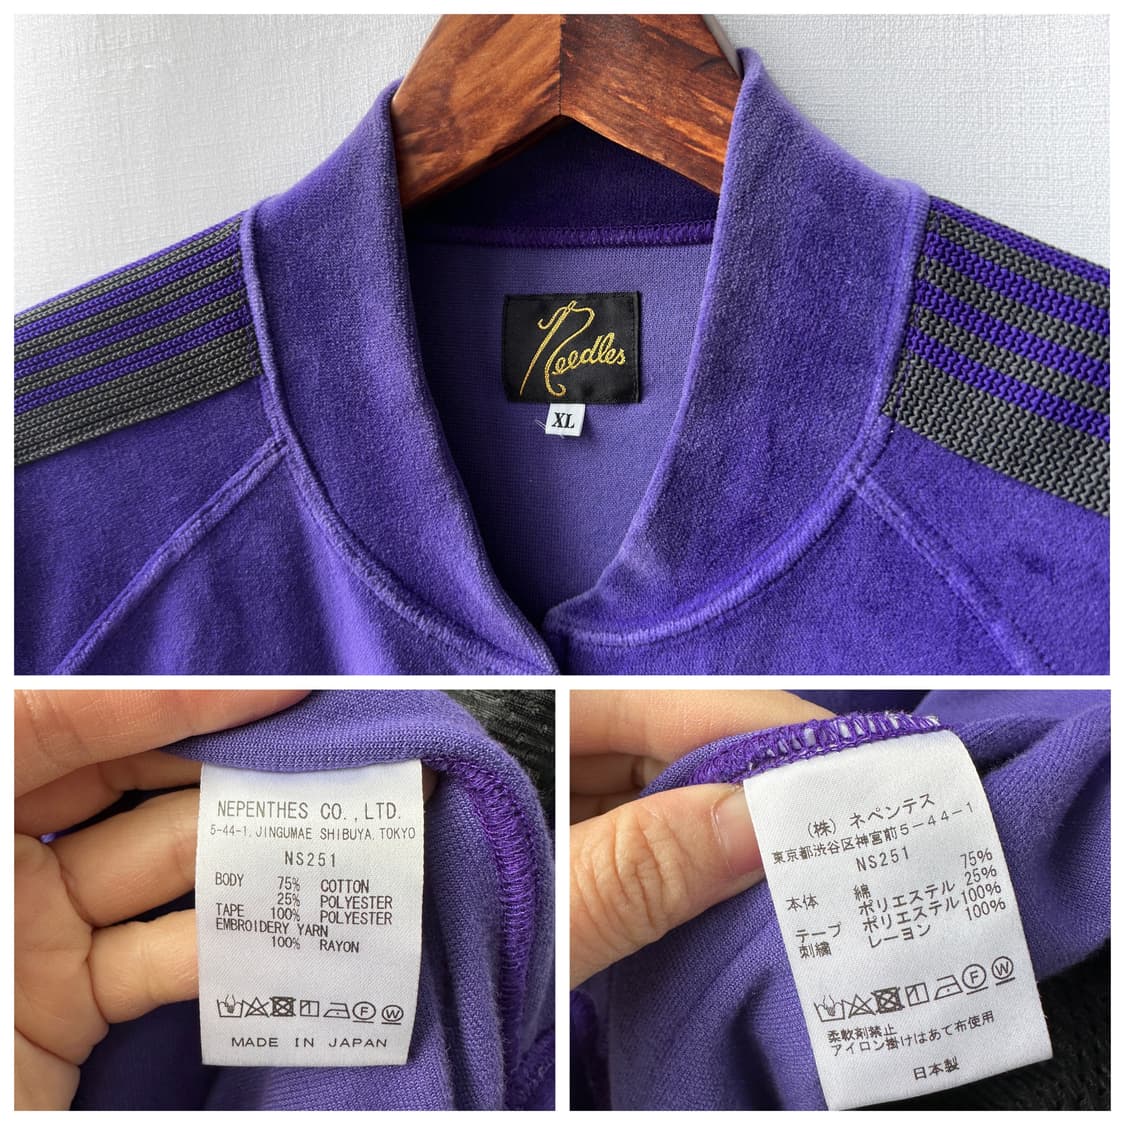 Needles
XL
NEPENTHES CO.,LTD.
5-44-1, JINGUMAE SHIBUYA, TOKYO
NS251
BODY 75% COTTON
25% POLYESTER
TAPE 100% POLYESTER
EMBROIDERY YARN
100% RAYON
F W
MADE IN JAPAN
(株) ネペンテス
東京都渋谷区神宮前5-44-1
NS251
本体 綿 75%
ポリエステル 25%
テープ ポリエステル 100%
刺繍 レーヨン 100%
F W
柔軟剤禁止
アイロン掛けはあて布使用
日本製